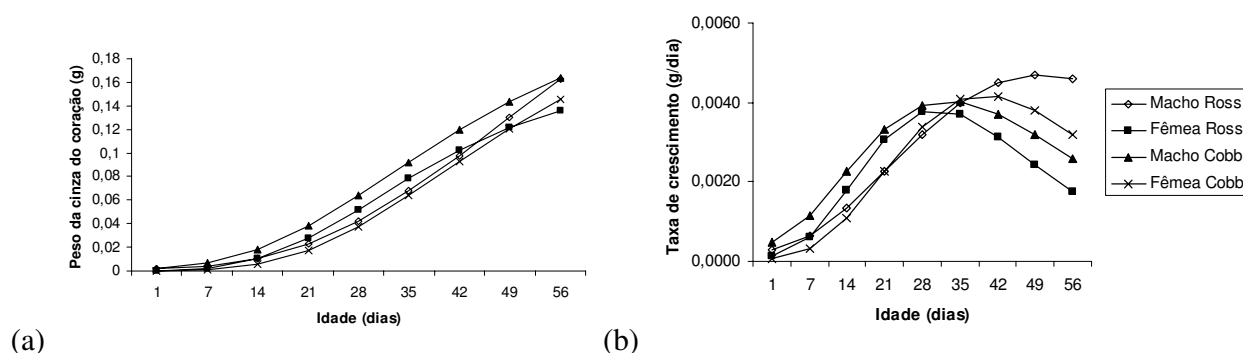 0,18
0,16
0,14
0,12
0,1
0,08
0,06
0,04
0,02
0
Peso da cinza do coração (g)
1 7 14 21 28 35 42 49 56
Idade (dias)
(a)
0,0060
0,0040
0,0020
0,0000
Taxa de crescimento (g/dia)
1 7 14 21 28 35 42 49 56
Idade (dias)
(b)
Macho Ross
Fêmea Ross
Macho Cobb
Fêmea Cobb